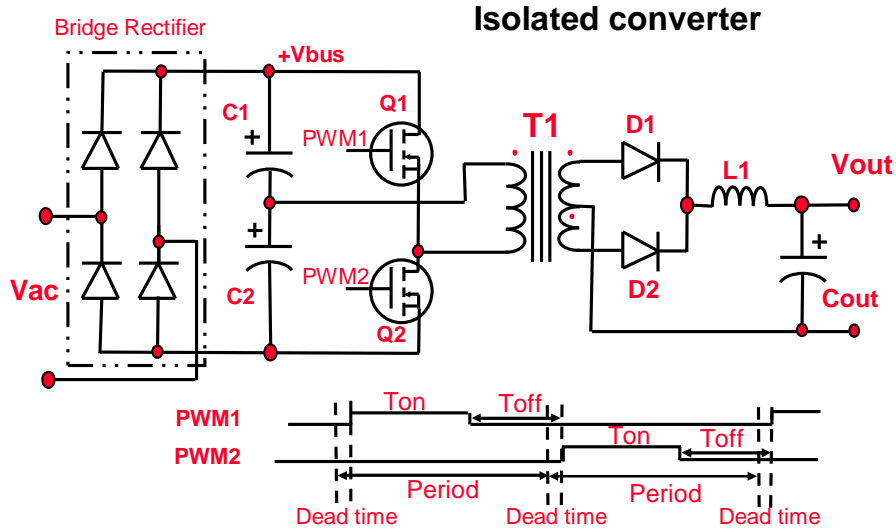 Isolated converter
Bridge Rectifier
+Vbus
C1
+
PWM1
Q1
T1
D1
L1
Vout
+
C2
PWM2
Q2
Vac
D2
+
Cout
PWM1
Ton
Toff
PWM2
Ton
Toff
Period
Period
Dead time
Dead time
Dead time